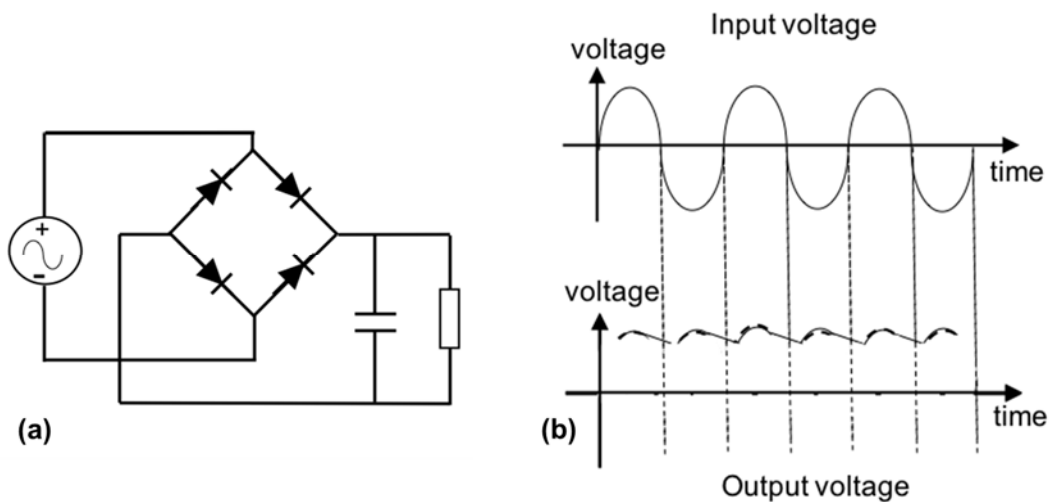 +
-
(a)
Input voltage
voltage
time
voltage
time
(b)
Output voltage